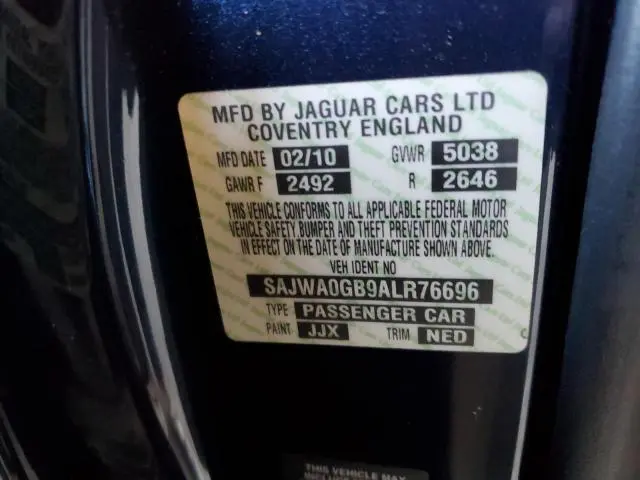 MFD BY JAGUAR CARS LTD
COVENTRY ENGLAND
MFD DATE 02/10 GVWR 5038
GAWR F 2492 R 2646
THIS VEHICLE CONFORMS TO ALL APPLICABLE FEDERAL MOTOR
VEHICLE SAFETY BUMPER AND THEFT PREVENTION STANDARDS
IN EFFECT ON THE DATE OF MANUFACTURE SHOWN ABOVE.
VEH IDENT NO
SAJWA0GB9ALR76696
TYPE PASSENGER CAR
PAINT JJX TRIM NED
THIS VEHICLE MAY